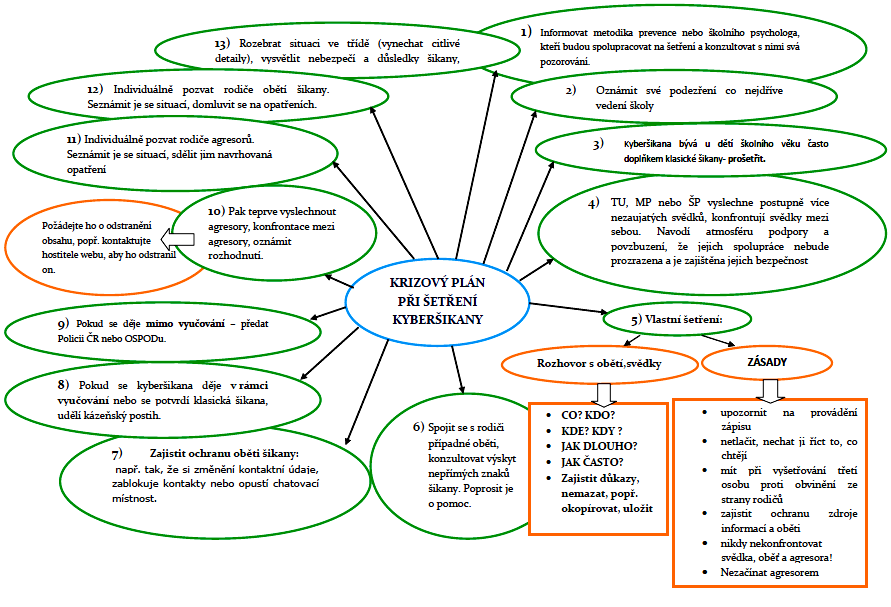 KRIZOVÝ PLÁN
PŘI ŠETŘENÍ
KYBERŠIKANY
1) Informovat metodika prevence nebo školního psychologa,
kteří budou spolupracovat na šetření a konzultovat s nimi svá
pozorování.
2) Oznámit své podezření co nejdříve
vedení školy
3) Kyberšikana bývá u dětí školního věku často
doplňkem klasické šikany- prošetřit.
4) TU, MP nebo ŠP vyslechne postupně více
nezaujatých svědků, konfrontují svědky mezi
sebou. Navodí atmosféru podpory a
povzbuzení, že jejich spolupráce nebude
prozrazena a je zajištěna jejich bezpečnost
5) Vlastní šetření:
Rozhovor s obětí,svědky
• CO? KDO?
• KDE? KDY ?
• JAK DLOUHO?
• JAK ČASTO?
• Zajistit důkazy,
nemazat, popř.
okopírovat, uložit
ZÁSADY
• upozornit na provádění
zápisu
• netlačit, nechat ji říct to, co
chtějí
• mít při vyšetřování třetí
osobu proti obvinění ze
strany rodičů
• zajistit ochranu zdroje
informací a oběti
• nikdy nekonfrontovat
svědka, oběť a agresora!
• Nezačínat agresorem
6) Spojit se s rodiči
případné oběti,
konzultovat výskyt
nepřímých znaků
šikany. Poprosit je
o pomoc.
7) Zajistit ochranu oběti šikany:
např. tak, že si změnění kontaktní údaje,
zablokuje kontakty nebo opustí chatovací
místnost.
8) Pokud se kyberšikana děje v rámci
vyučování nebo se potvrdí klasická šikana,
udělí kázeňský postih.
9) Pokud se děje mimo vyučování – předat
Policii ČR nebo OSPODu.
10) Pak teprve vyslechnout
agresory, konfrontace mezi
agresory, oznámit
rozhodnutí.
Požádejte ho o odstranění
obsahu, popř. kontaktujte
hostitele webu, aby ho odstranil
on.
11) Individuálně pozvat rodiče agresorů.
Seznámit je se situací, sdělit jim navrhovaná
opatření
12) Individuálně pozvat rodiče obětí šikany.
Seznámit je se situací, domluvit se na opatřeních.
13) Rozebrat situaci ve třídě (vynechat citlivé
detaily), vysvětlit nebezpečí a důsledky šikany,